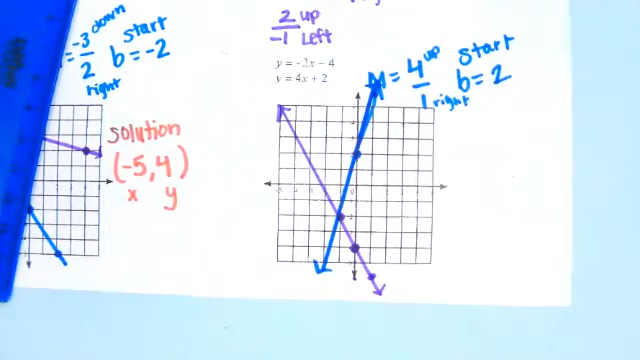 -3 down
2
right
start
b = -2
solution
(-5, 4)
x y
2 up
-1 Left
y = -2x - 4
y = 4x + 2
M = 4 up
1 right
start
b = 2